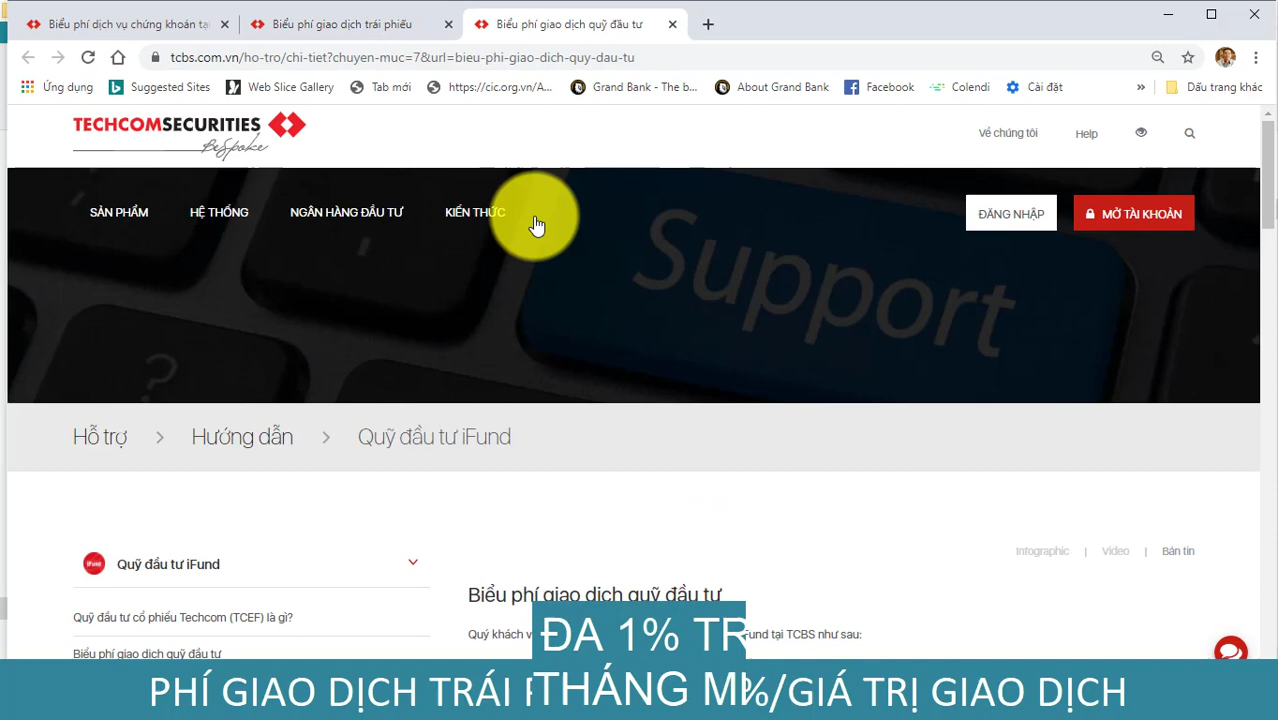 Biểu phí dịch vụ chứng khoán tại
Biểu phí giao dịch trái phiếu
Biểu phí giao dịch quỹ đầu tư
tcbs.com.vn/ho-tro/chi-tiet?chuyen-muc=7&url=bieu-phi-giao-dich-quy-dau-tu
Ứng dụng
Suggested Sites
Web Slice Gallery
Tab mới
https://cic.org.vn/A...
Grand Bank - The b...
About Grand Bank
Facebook
Colendi
Cài đặt
»
Dấu trang khác
TECHCOMSECURITIES
BeSpoke
Về chúng tôi
Help
SẢN PHẨM
HỆ THỐNG
NGÂN HÀNG ĐẦU TƯ
KIẾN THỨC
ĐĂNG NHẬP
MỞ TÀI KHOẢN
Support
?
Hỗ trợ > Hướng dẫn > Quỹ đầu tư iFund
Infographic | Video | Bản tin
iFund
Quỹ đầu tư iFund
Biểu phí giao dịch quỹ đầu tư
Quỹ đầu tư cổ phiếu Techcom (TCEF) là gì?
Quý khách v
Fund tại TCBS như sau:
Biểu phí giao dịch quỹ đầu tư
ĐA 1% TR
PHÍ GIAO DỊCH TRÁI
THÁNG M
%/GIÁ TRỊ GIAO DỊCH